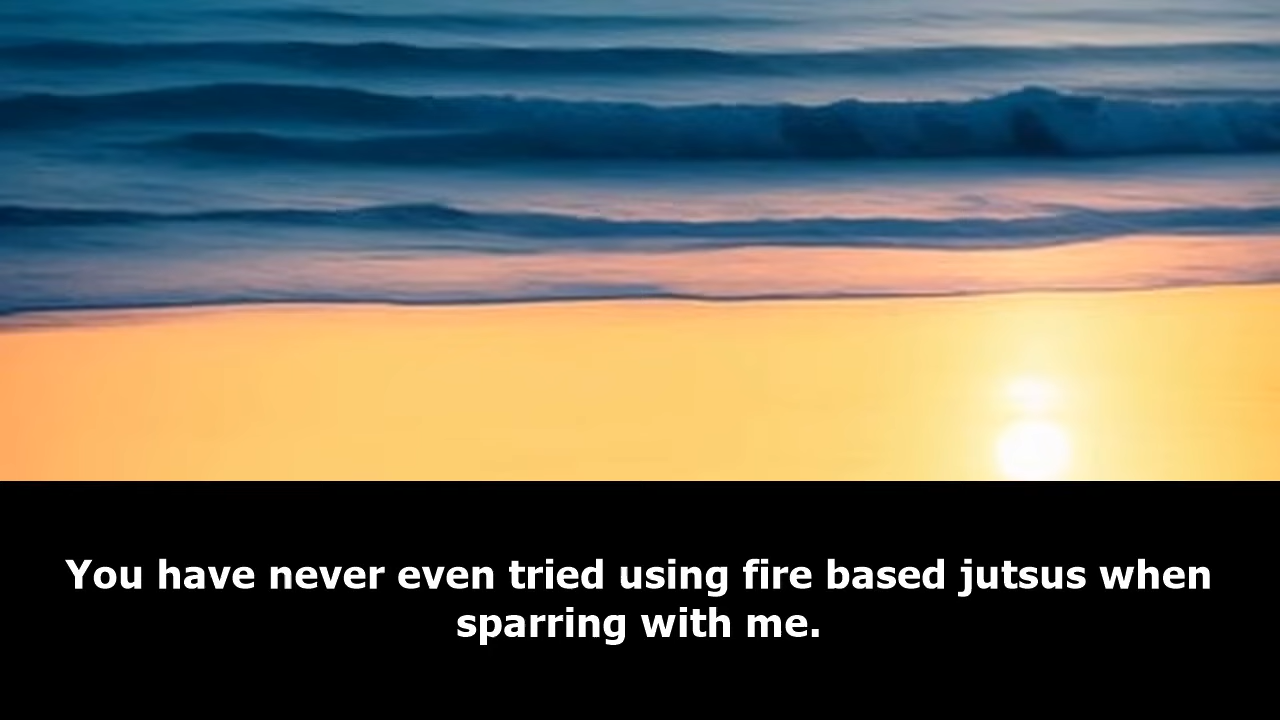 You have never even tried using fire based jutsus when
sparring with me.